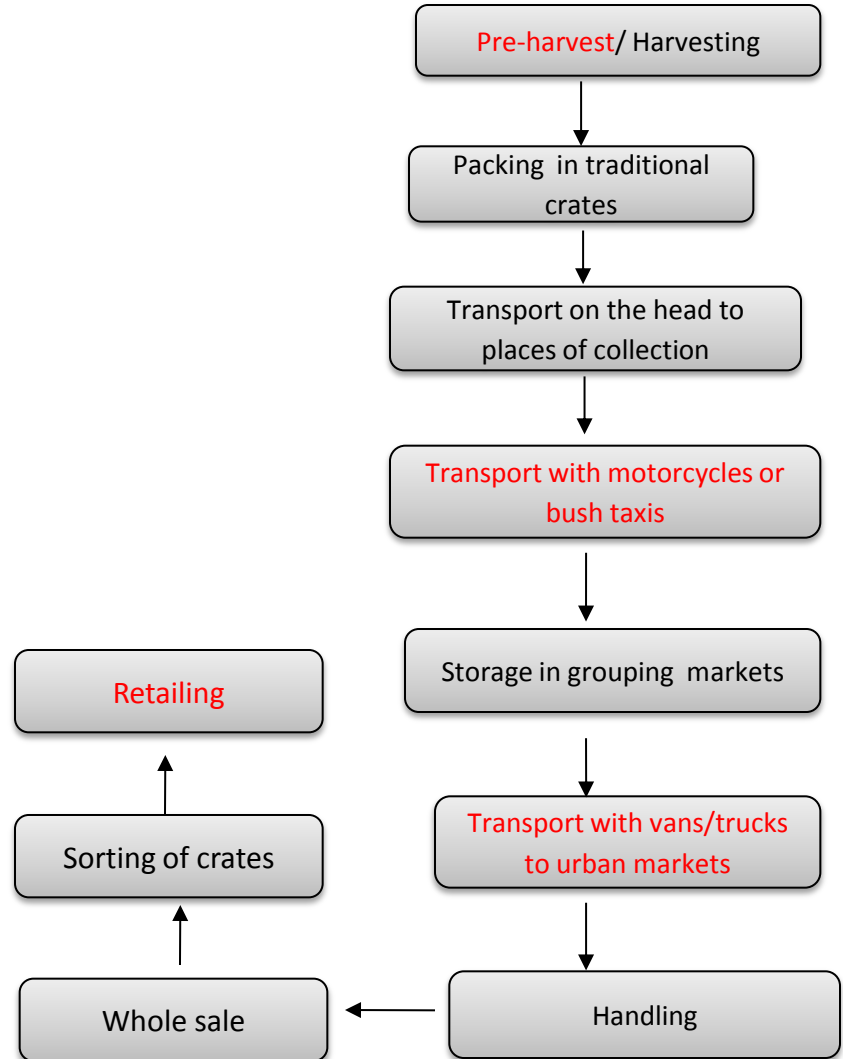 Pre-harvest/ Harvesting
Packing in traditional
crates
Transport on the head to
places of collection
Transport with motorcycles or
bush taxis
Storage in grouping markets
Transport with vans/trucks
to urban markets
Handling
Whole sale
Sorting of crates
Retailing